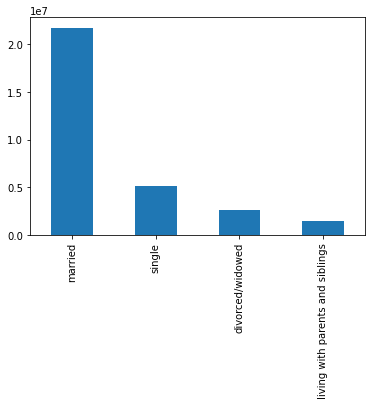 1e7
2.0
1.5
1.0
0.5
0.0
married
single
divorced/widowed
living with parents and siblings